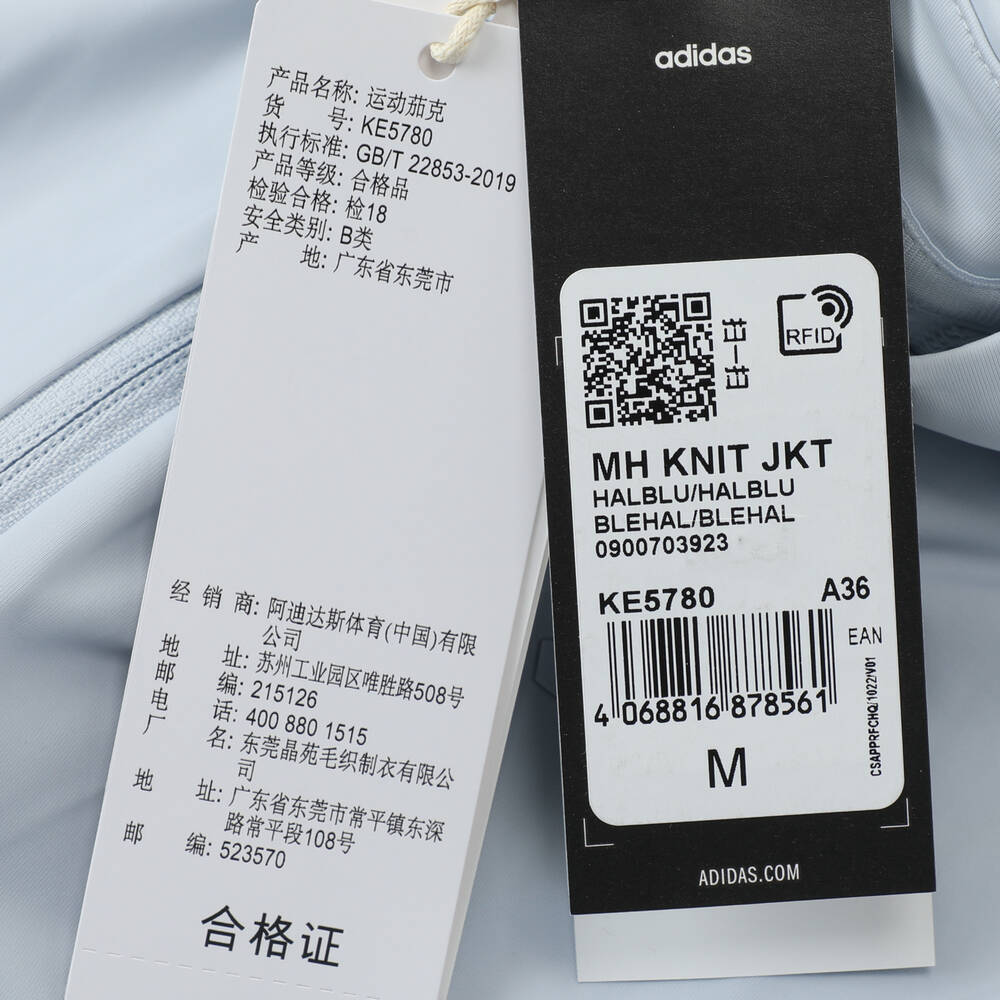 产品名称: 运动茄克
货 号: KE5780
执行标准: GB/T 22853-2019
产品等级: 合格品
检验合格: 检18
安全类别: B类
产 地: 广东省东莞市
经 销 商: 阿迪达斯体育(中国)有限
公司
地 址: 苏州工业园区唯胜路508号
邮 编: 215126
电 话: 400 880 1515
厂 名: 东莞晶苑毛织制衣有限公
司
地 址: 广东省东莞市常平镇东深
路常平段108号
邮 编: 523570
合格证
adidas
RFID
MH KNIT JKT
HALBLU/HALBLU
BLEHAL/BLEHAL
0900703923
KE5780 A36
EAN
4 068816 878561
CSAPPRFCHQ/1022/V01
M
ADIDAS.COM